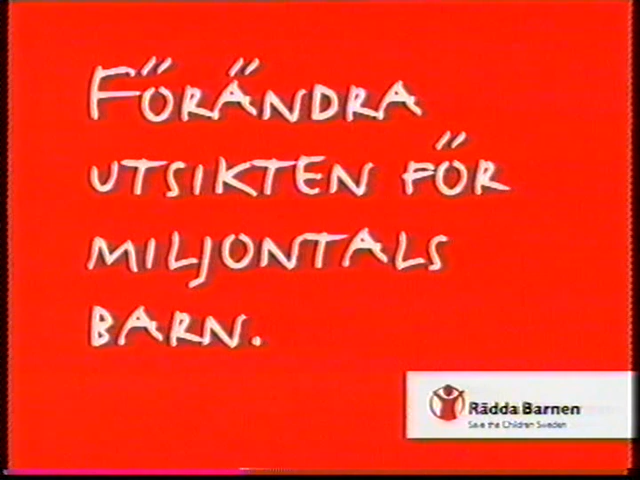 FÖRÄNDRA
UTSIKTEN FÖR
MILJONTALS
BARN.
Rädda Barnen
Save the Children Sweden